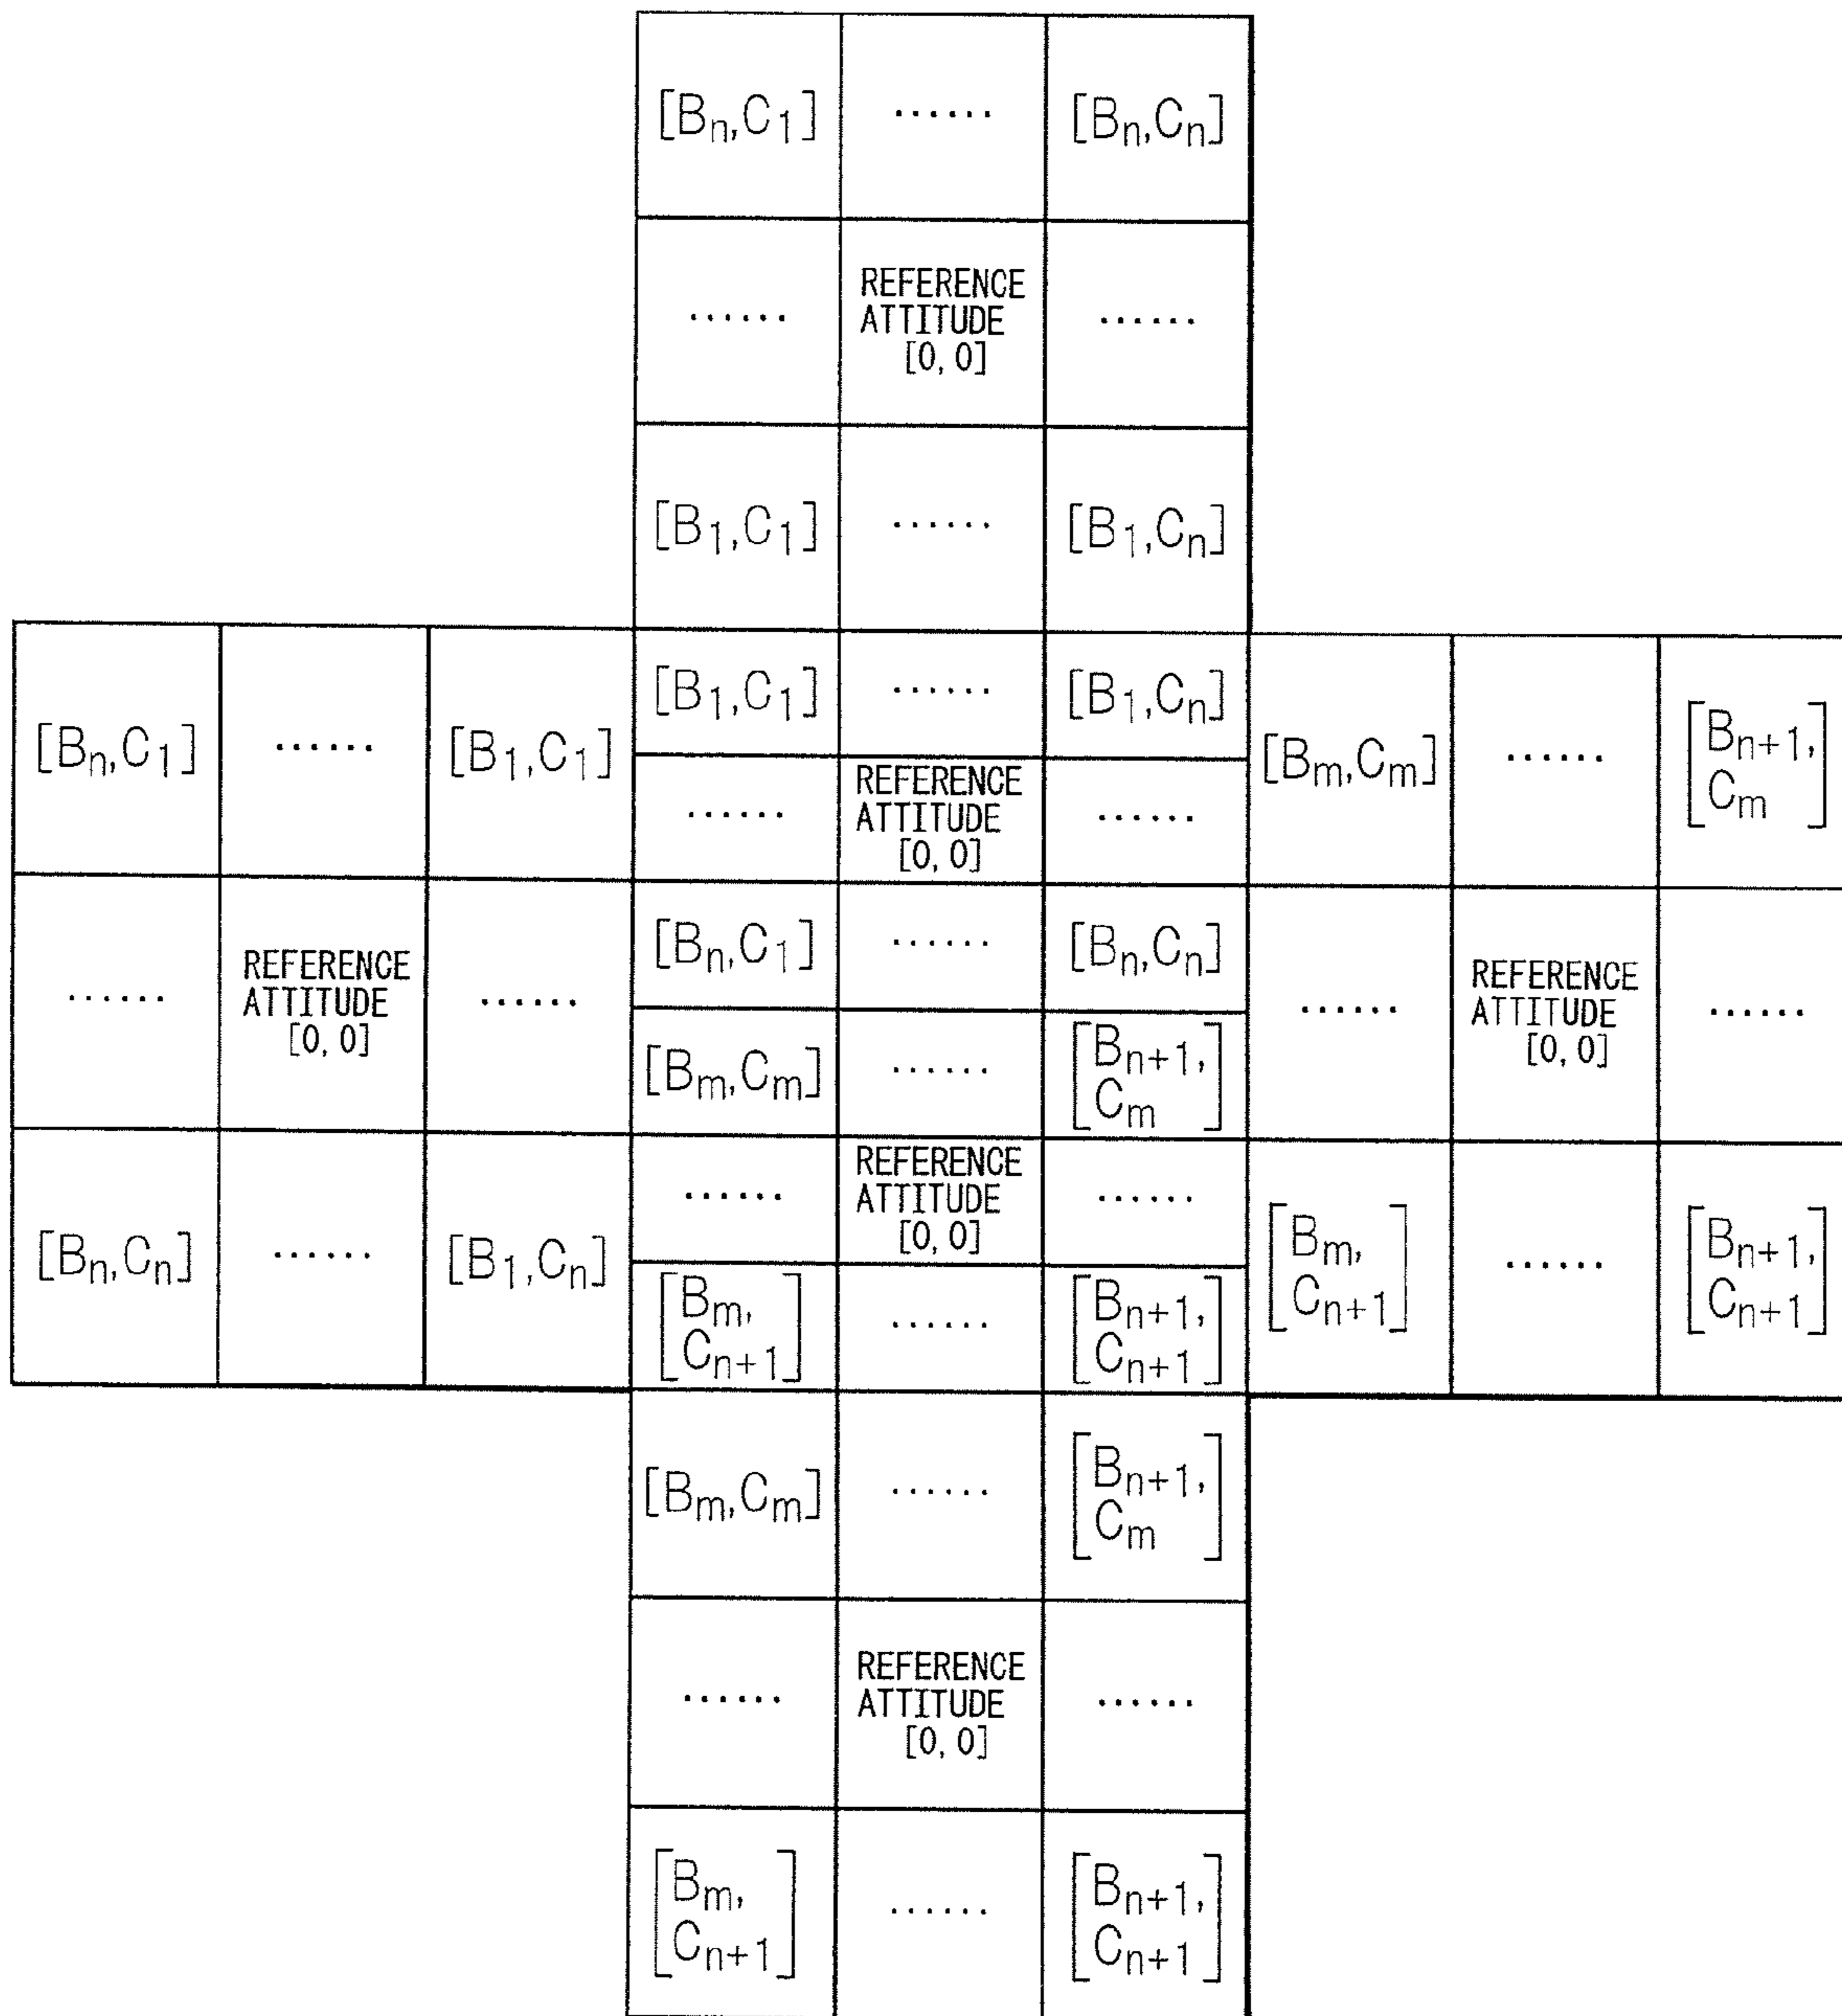 [Bn,C1] ...... [Bn,Cn]
...... REFERENCE ATTITUDE [0,0] ......
[B1,C1] ...... [B1,Cn]
[Bn,C1] ...... [B1,C1]
...... REFERENCE ATTITUDE [0,0] ......
[Bn,Cn] ...... [B1,Cn]
[B1,C1] ...... [B1,Cn]
...... REFERENCE ATTITUDE [0,0] ......
[Bn,C1] ...... [Bn,Cn]
[Bm,Cm] ...... [Bn+1, Cm]
...... REFERENCE ATTITUDE [0,0] ......
[Bm, Cn+1] ...... [Bn+1, Cn+1]
[Bm,Cm] ...... [Bn+1, Cm]
...... REFERENCE ATTITUDE [0,0] ......
[Bm, Cn+1] ...... [Bn+1, Cn+1]
[Bm,Cm] ...... [Bn+1, Cm]
...... REFERENCE ATTITUDE [0,0] ......
[Bm, Cn+1] ...... [Bn+1, Cn+1]